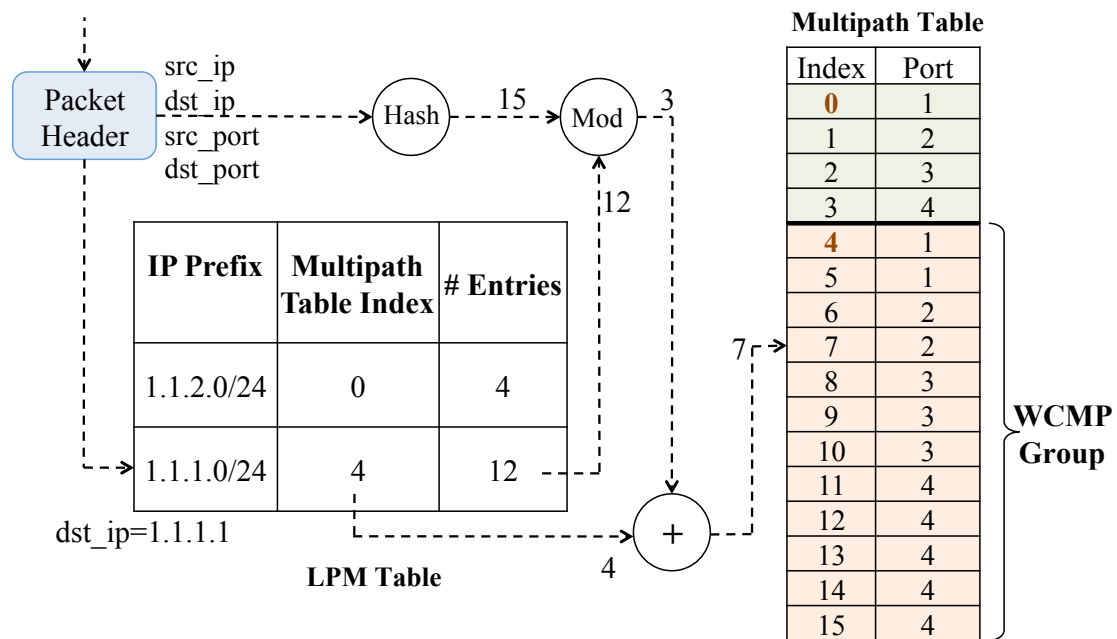 Packet
Header
src_ip
dst_ip
src_port
dst_port
Hash
15
Mod
3
12
IP Prefix
Multipath
Table Index
# Entries
1.1.2.0/24 0 4
1.1.1.0/24 4 12
dst_ip=1.1.1.1
LPM Table
4
+
7
Multipath Table
Index Port
0 1
1 2
2 3
3 4
4 1
5 1
6 2
7 2
8 3
9 3
10 3
11 4
12 4
13 4
14 4
15 4
WCMP
Group